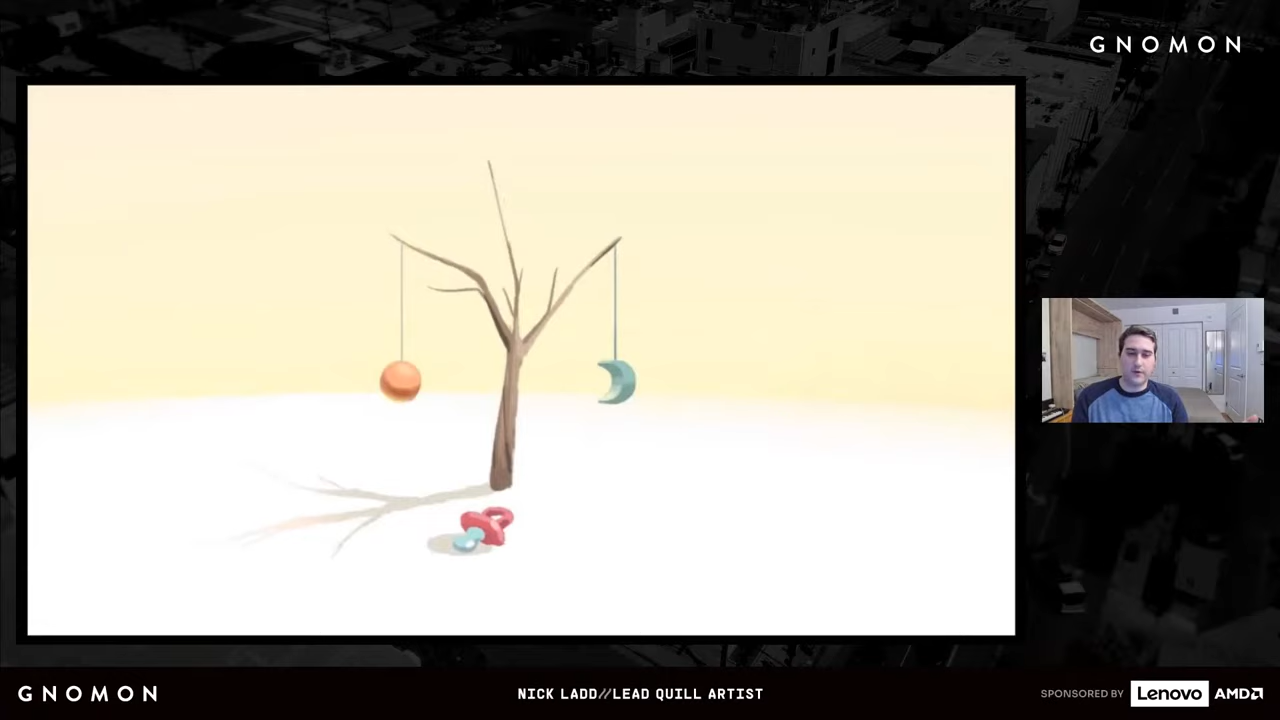 GNOMON
GNOMON
NICK LADD//LEAD QUILL ARTIST
SPONSORED BY Lenovo AMD